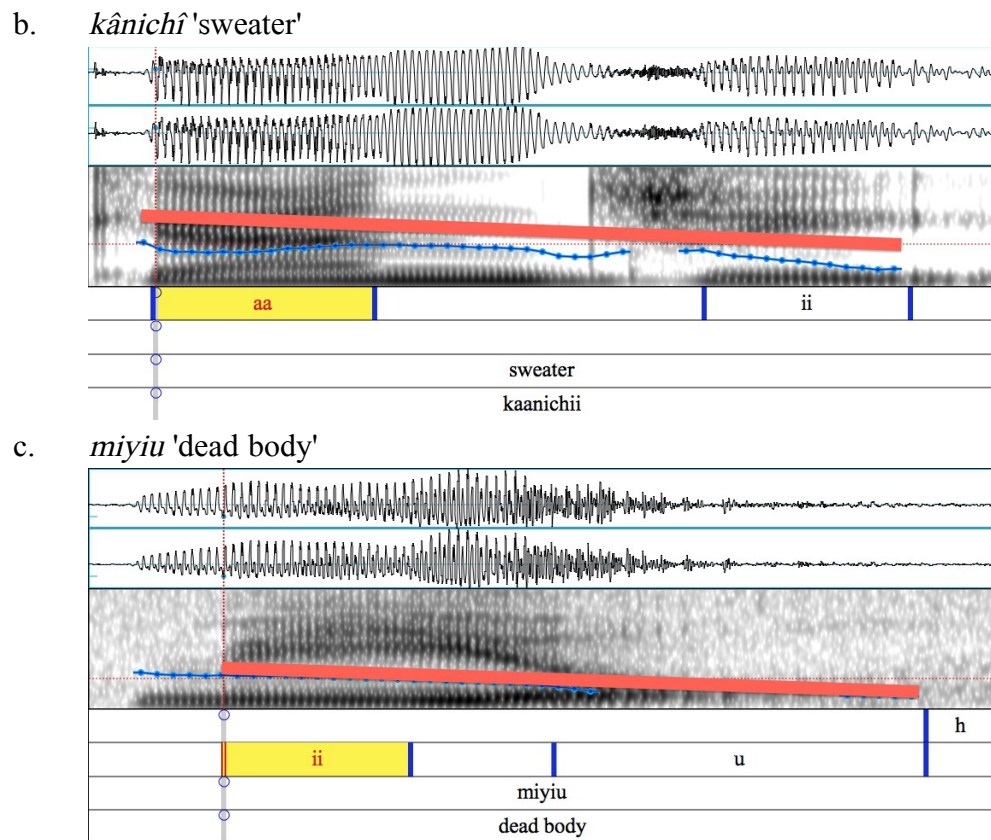 b. kânichî 'sweater'
aa ii
sweater
kaanichii
c. miyiu 'dead body'
h
ii u
miyiu
dead body